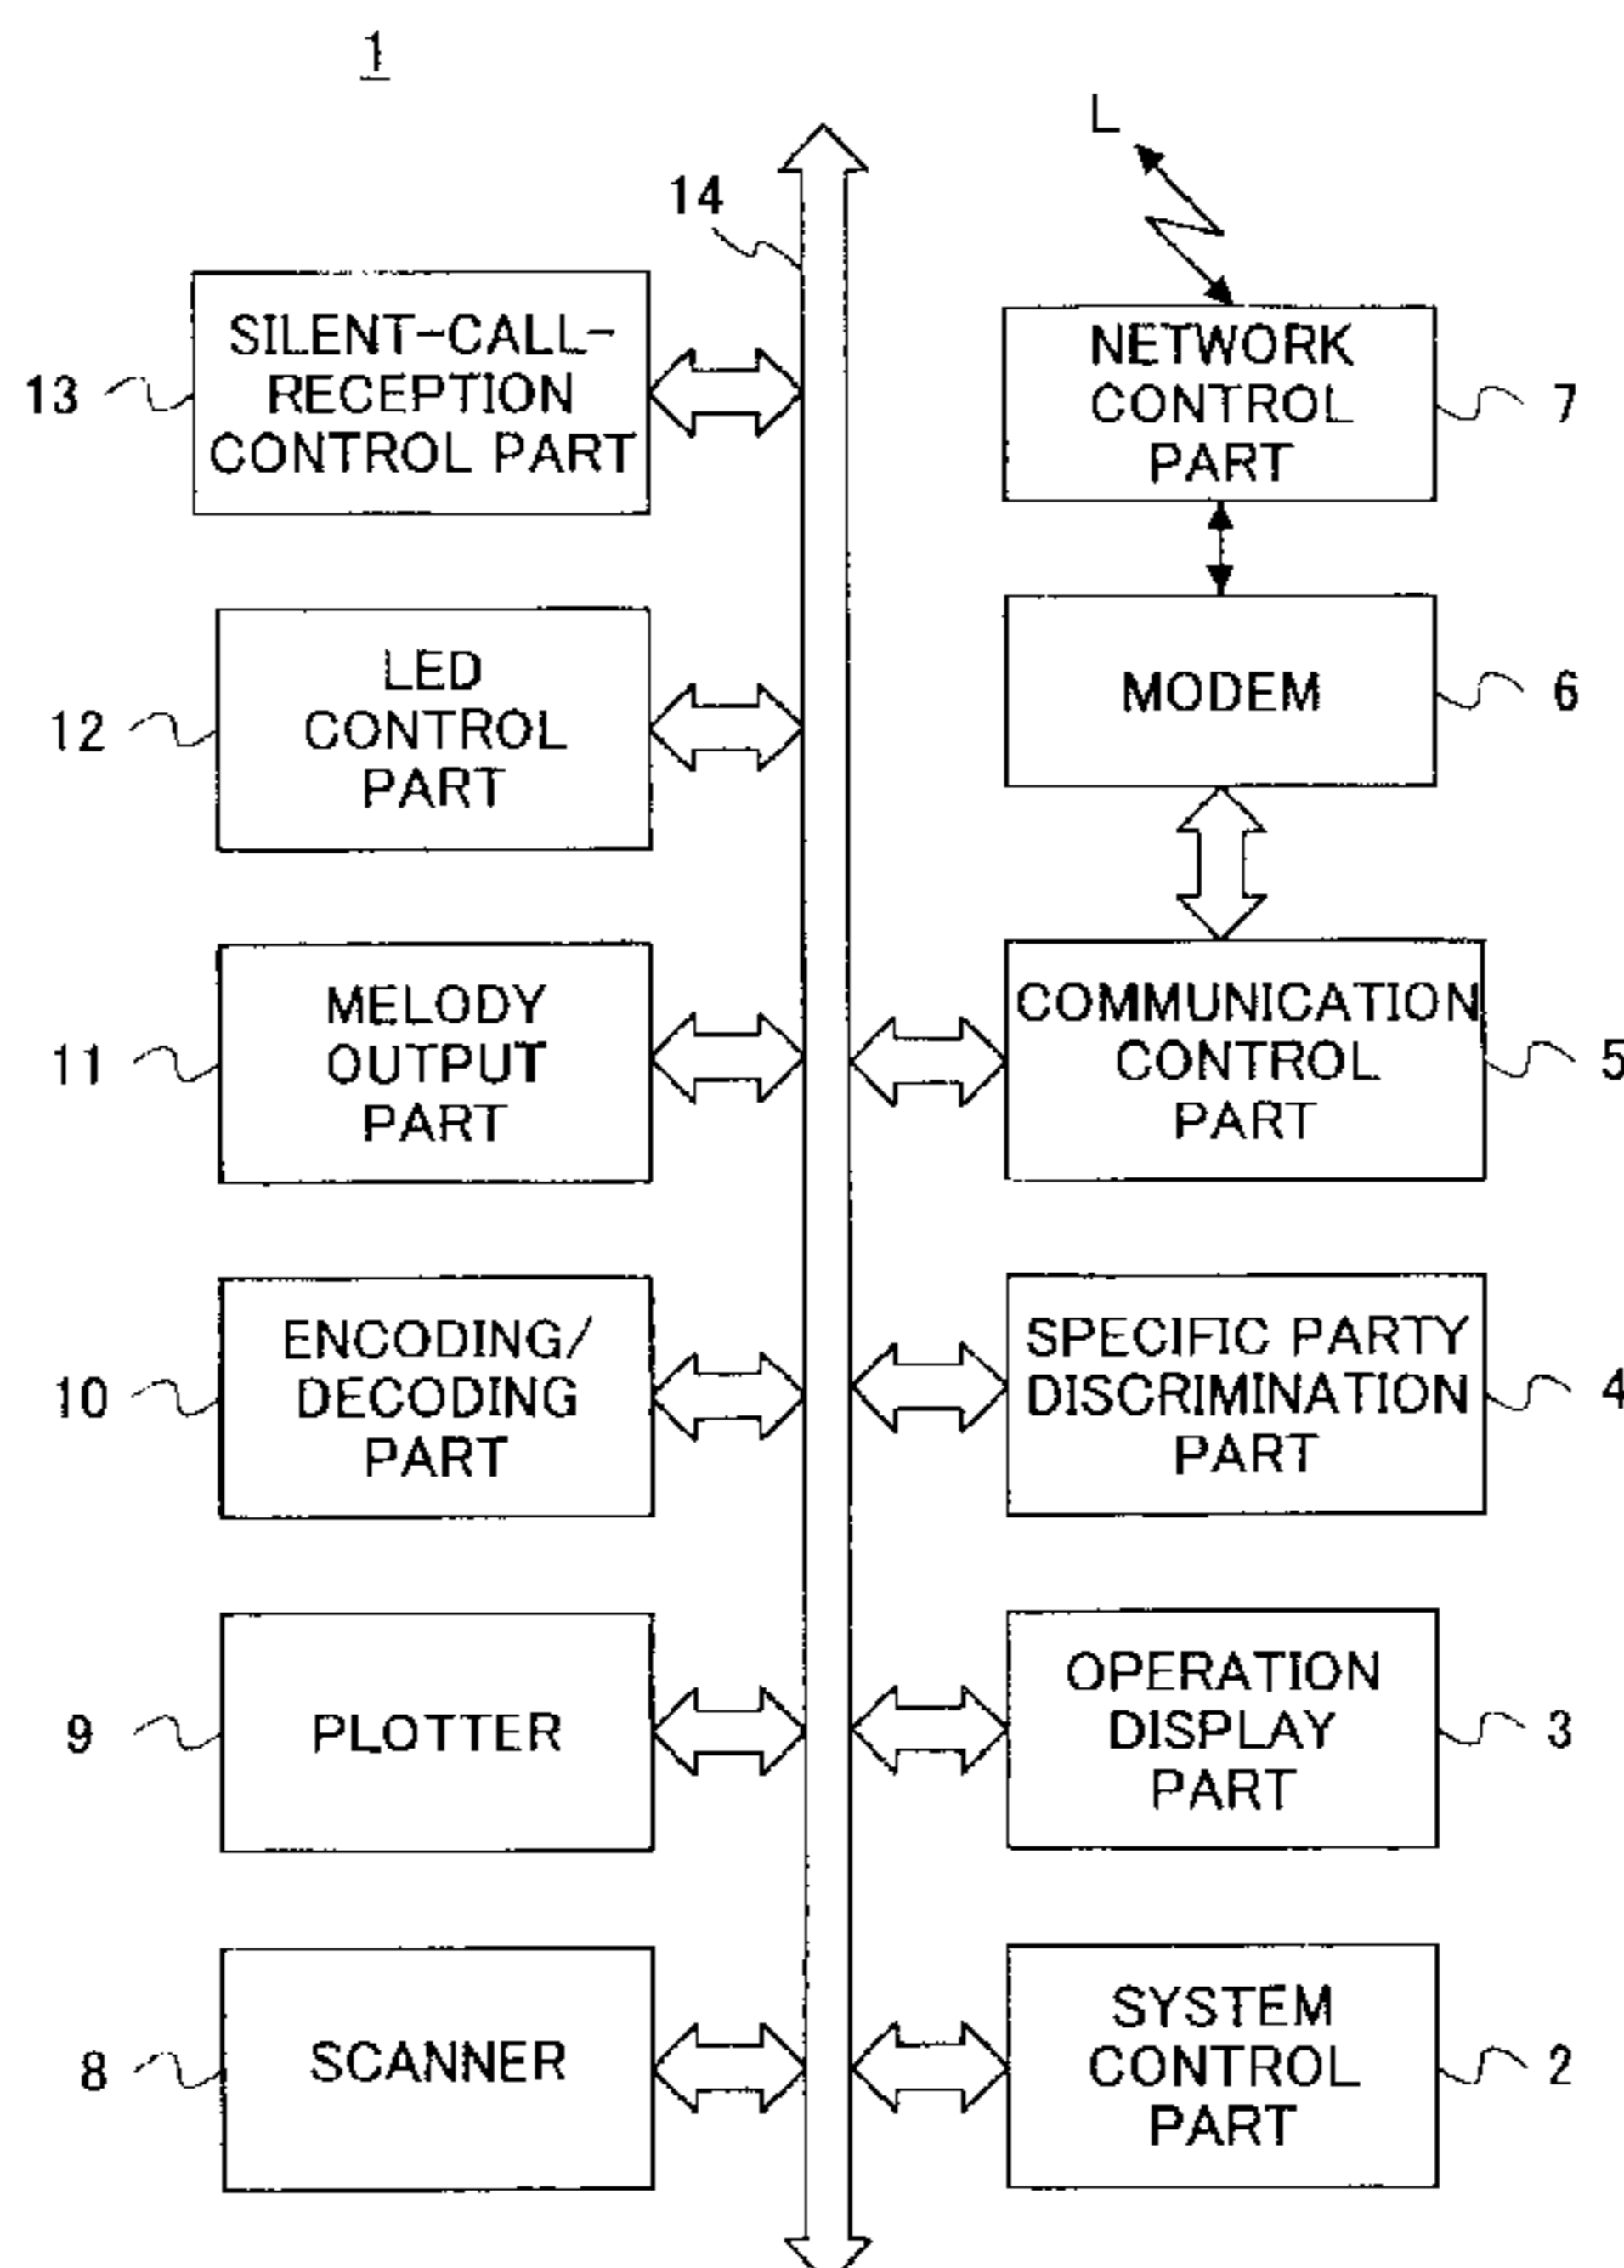 1
L
14
SILENT-CALL-
RECEPTION
CONTROL PART
13
NETWORK
CONTROL
PART
7
LED
CONTROL
PART
12
MODEM
6
MELODY
OUTPUT
PART
11
COMMUNICATION
CONTROL
PART
5
ENCODING/
DECODING
PART
10
SPECIFIC PARTY
DISCRIMINATION
PART
4
PLOTTER
9
OPERATION
DISPLAY
PART
3
SCANNER
8
SYSTEM
CONTROL
PART
2